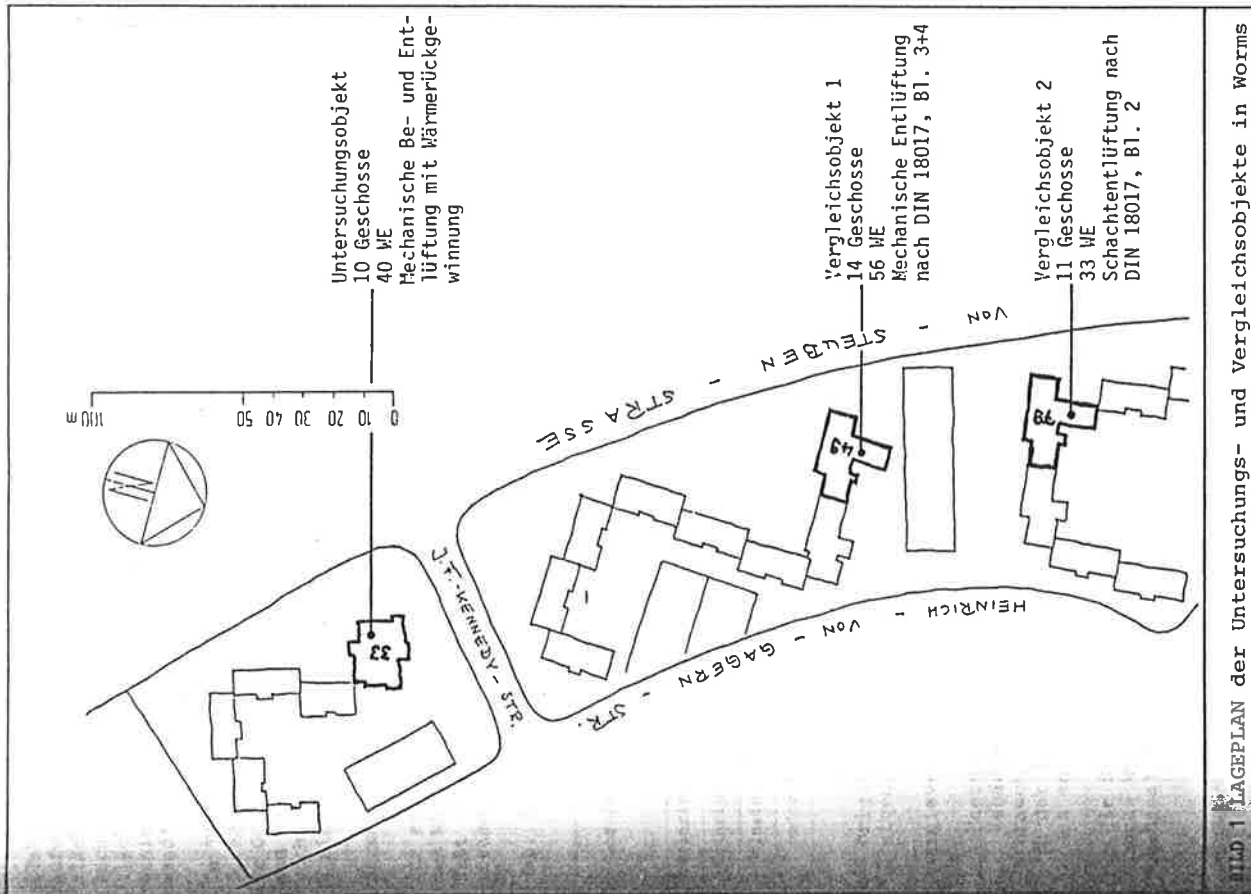 Untersuchungsobjekt
10 Geschosse
40 WE
Mechanische Be- und Ent-
lüftung mit Wärmerückge-
winnung
Vergleichsobjekt 1
14 Geschosse
56 WE
Mechanische Entlüftung
nach DIN 18017, Bl. 3+4
Vergleichsobjekt 2
11 Geschosse
33 WE
Schachtentlüftung nach
DIN 18017, Bl. 2
100 m
50
40
30
20
10
0
N
VON - STEUBEN - STRASSE
J.F.-KENNEDY-STR.
HEINRICH - VON - GAGERN - STR.
33
49
79
BILD 1 LAGEPLAN der Untersuchungs- und Vergleichsobjekte in Worms